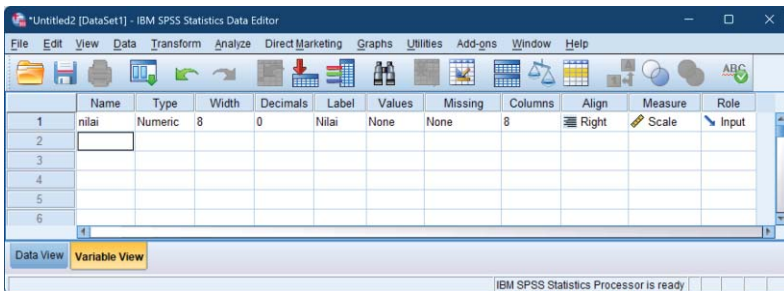 *Untitled2 [DataSet1] - IBM SPSS Statistics Data Editor
File Edit View Data Transform Analyze Direct Marketing Graphs Utilities Add-ons Window Help
ABC
Name Type Width Decimals Label Values Missing Columns Align Measure Role
1 nilai Numeric 8 0 Nilai None None 8 Right Scale Input
2
3
4
5
6
Data View Variable View
IBM SPSS Statistics Processor is ready